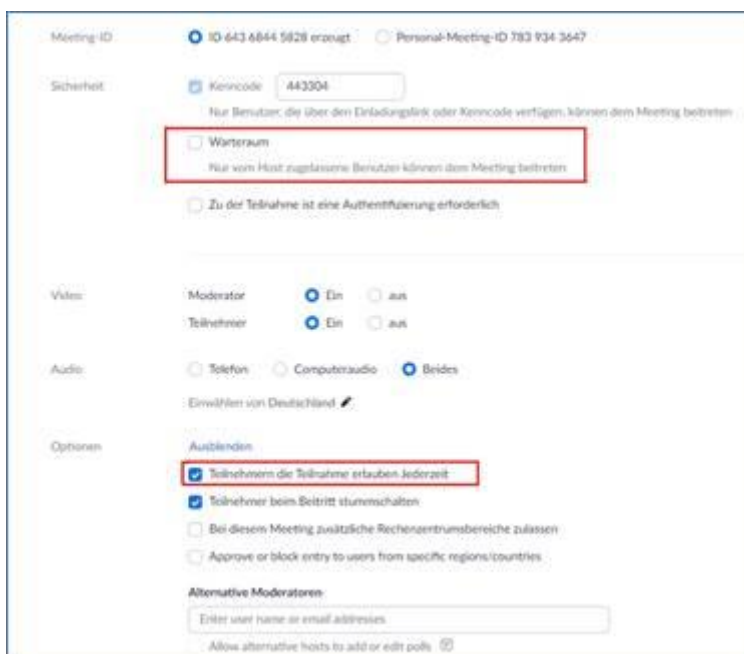 Meeting-ID ID 643 6844 5828 erzeugt Personal-Meeting-ID 783 934 3647
Sicherheit Kenncode 443304
Nur Benutzer, die über den Einladungslink oder Kenncode verfügen, können dem Meeting beitreten
Warteraum
Nur vom Host zugelassene Benutzer können dem Meeting beitreten
Zu der Teilnahme ist eine Authentifizierung erforderlich
Video Moderator Ein aus
Teilnehmer Ein aus
Audio Telefon Computeraudio Beides
Einwählen von Deutschland
Optionen Ausblenden
Teilnehmern die Teilnahme erlauben Jederzeit
Teilnehmer beim Beitritt stummschalten
Bei diesem Meeting zusätzliche Rechenzentrumsbereiche zulassen
Approve or block entry to users from specific regions/countries
Alternative Moderatoren
Enter user name or email addresses
Allow alternative hosts to add or edit polls